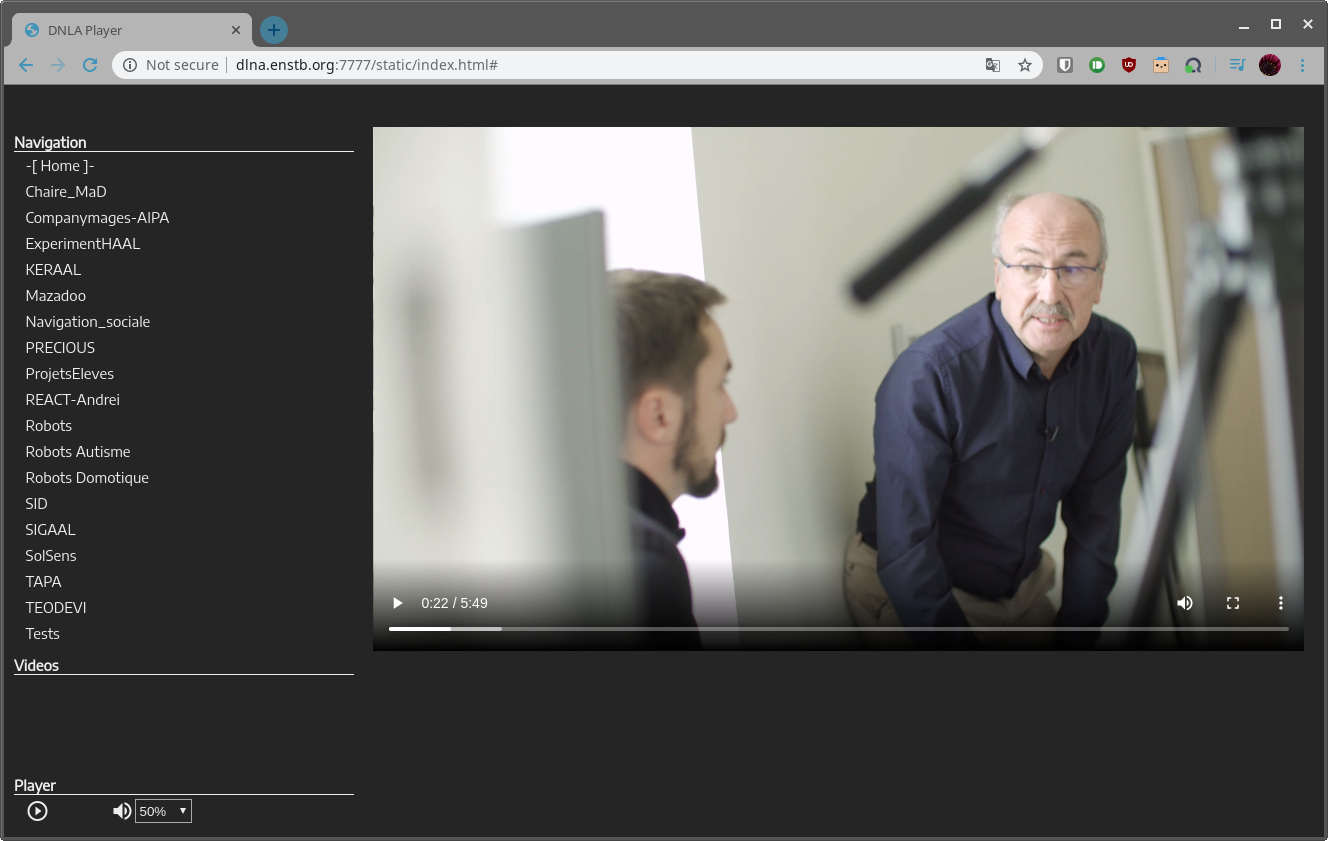 DNLA Player
Not secure
dlna.enstb.org:7777/static/index.html#
Navigation
-[ Home ]-
Chaire_MaD
Companymages-AIPA
ExperimentHAAL
KERAAL
Mazadoo
Navigation_sociale
PRECIOUS
ProjetsEleves
REACT-Andrei
Robots
Robots Autisme
Robots Domotique
SID
SIGAAL
SolSens
TAPA
TEODEVI
Tests
Videos
Player
50%
0:22 / 5:49